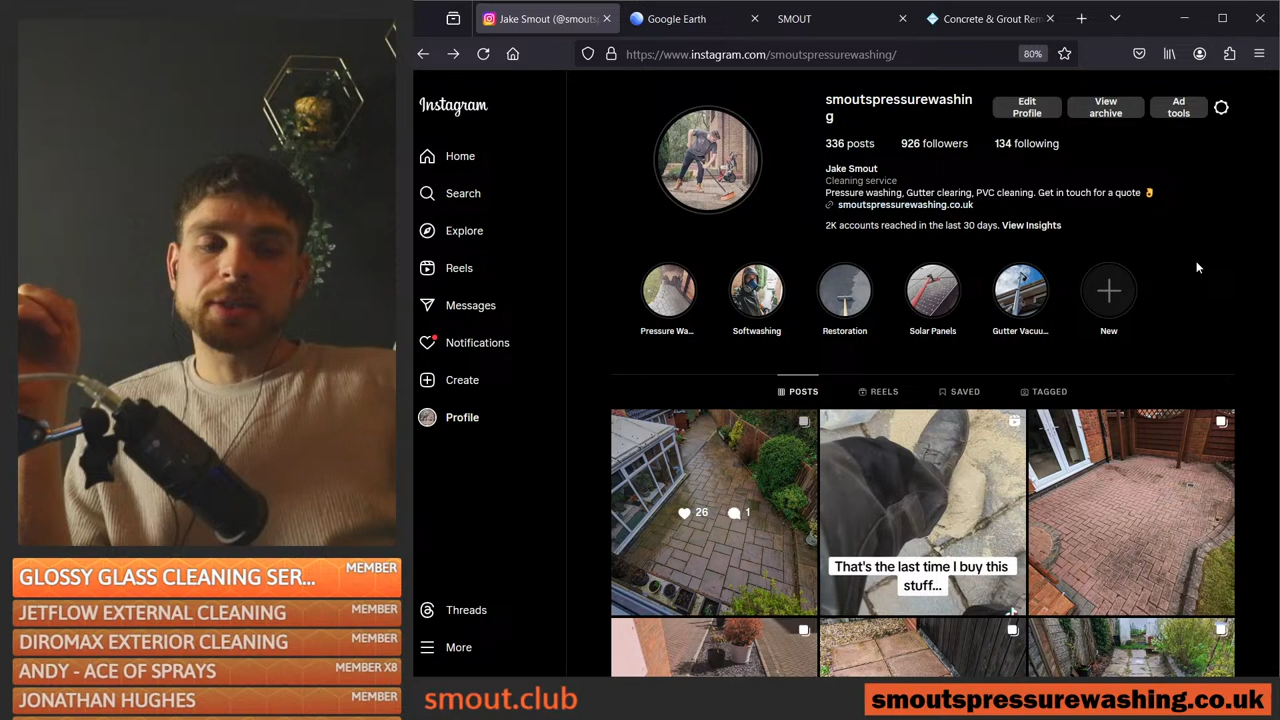 Jake Smout (@smouts
Google Earth
SMOUT
Concrete & Grout Rem
https://www.instagram.com/smoutspressurewashing/
80%
Instagram
Home
Search
Explore
Reels
Messages
Notifications
Create
Profile
Threads
More
smoutspressurewashin
g
Edit
Profile
View
archive
Ad
tools
336 posts
926 followers
134 following
Jake Smout
Cleaning service
Pressure washing, Gutter clearing, PVC cleaning. Get in touch for a quote 👌
smoutspressurewashing.co.uk
2K accounts reached in the last 30 days. View Insights
Pressure Wa...
Softwashing
Restoration
Solar Panels
Gutter Vacuu...
New
POSTS
REELS
SAVED
TAGGED
26
1
That's the last time I buy this
stuff...
GLOSSY GLASS CLEANING SER... MEMBER
JETFLOW EXTERNAL CLEANING MEMBER
DIROMAX EXTERIOR CLEANING MEMBER
ANDY - ACE OF SPRAYS MEMBER X8
JONATHAN HUGHES MEMBER
smout.club
smoutspressurewashing.co.uk